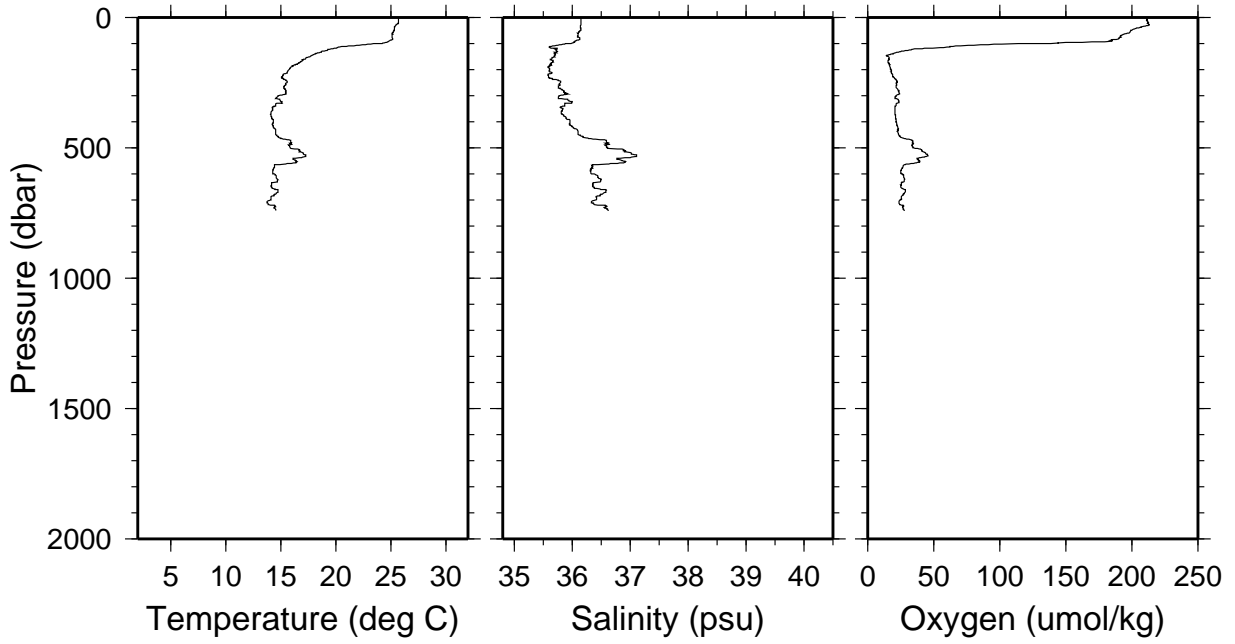 0
500
1000
1500
2000
Pressure (dbar)
5 10 15 20 25 30
Temperature (deg C)
35 36 37 38 39 40
Salinity (psu)
0 50 100 150 200 250
Oxygen (umol/kg)